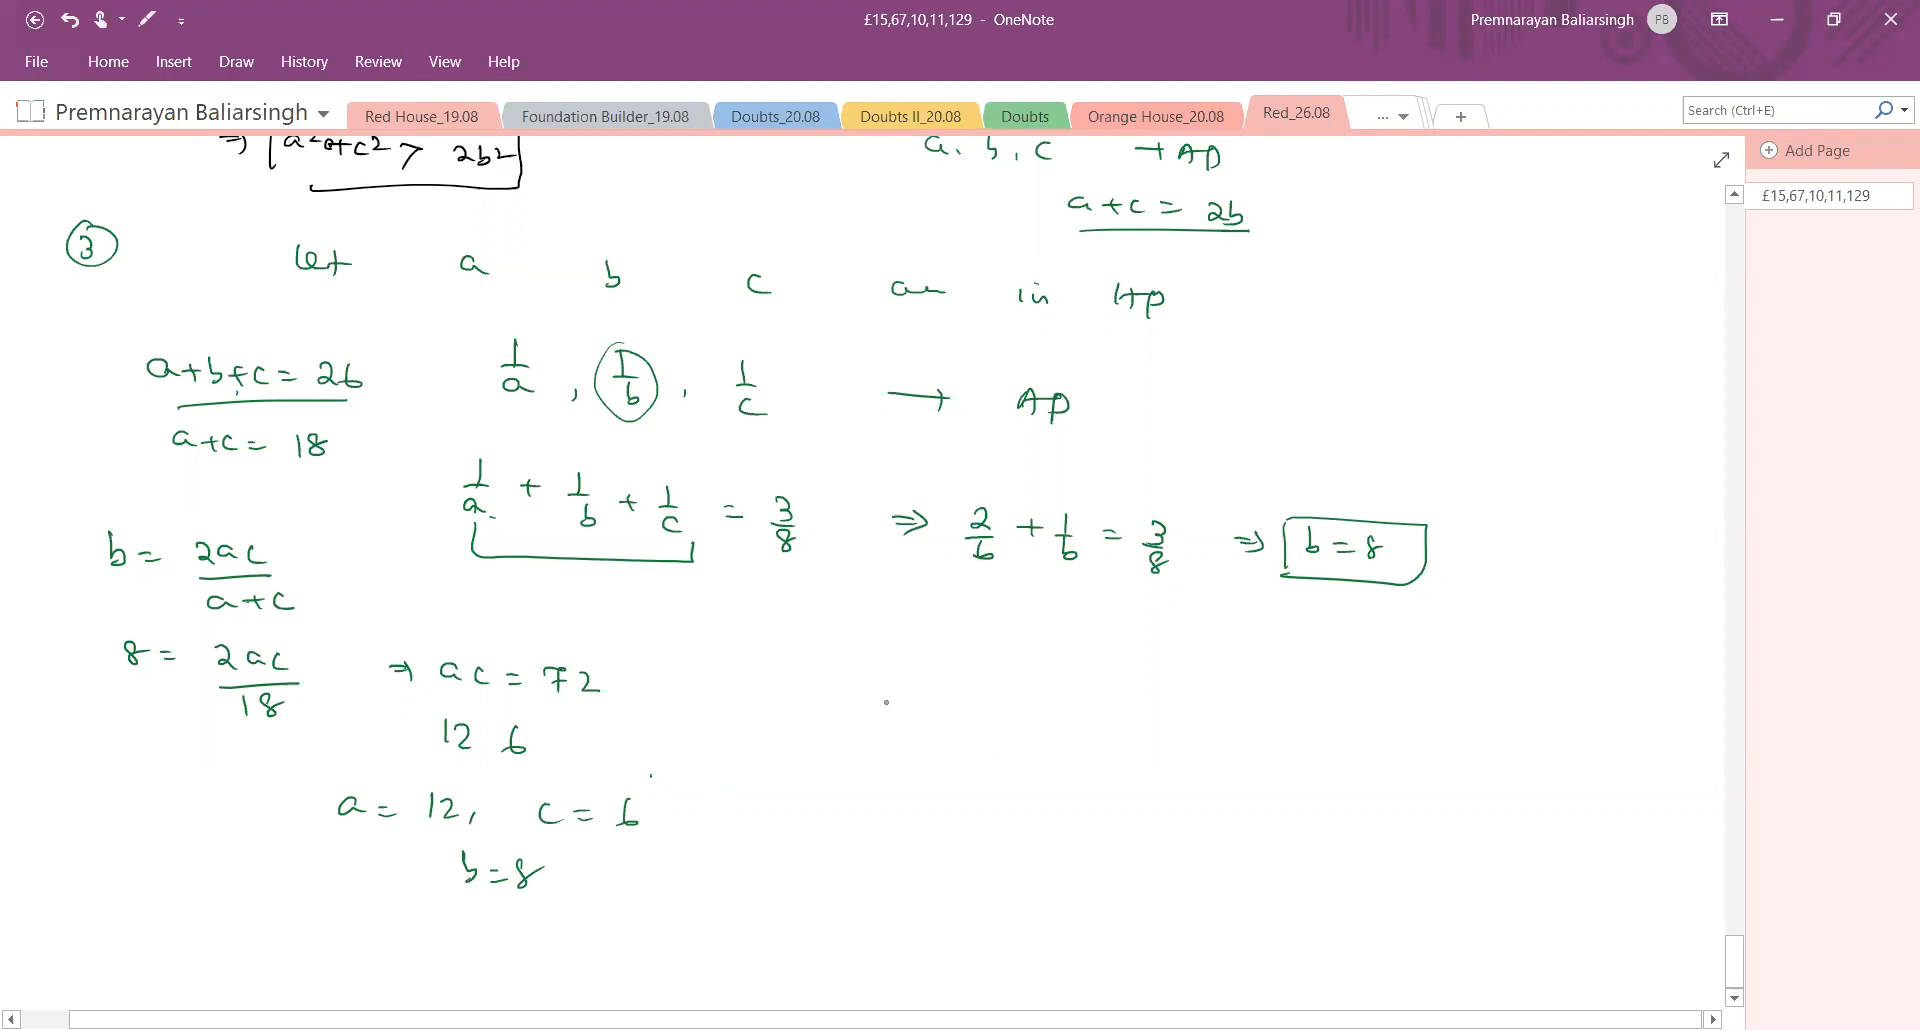 £15,67,10,11,129 - OneNote
Premnarayan Baliarsingh PB
File Home Insert Draw History Review View Help
Premnarayan Baliarsingh Red House_19.08 Foundation Builder_19.08 Doubts_20.08 Doubts II_20.08 Doubts Orange House_20.08 Red_26.08 ... + Search (Ctrl+E)
Add Page
£15,67,10,11,129
⇒ a²+c² > 2b²
a, b, c → AP
a+c = 2b
3
let a b c are in HP
a+b+c = 26
1/a , 1/b , 1/c → AP
a+c = 18
1/a + 1/b + 1/c = 3/8 ⇒ 2/b + 1/b = 3/8 ⇒ b = 8
b = 2ac/a+c
8 = 2ac/18 → ac = 72
12 6
a = 12, c = 6
b = 8